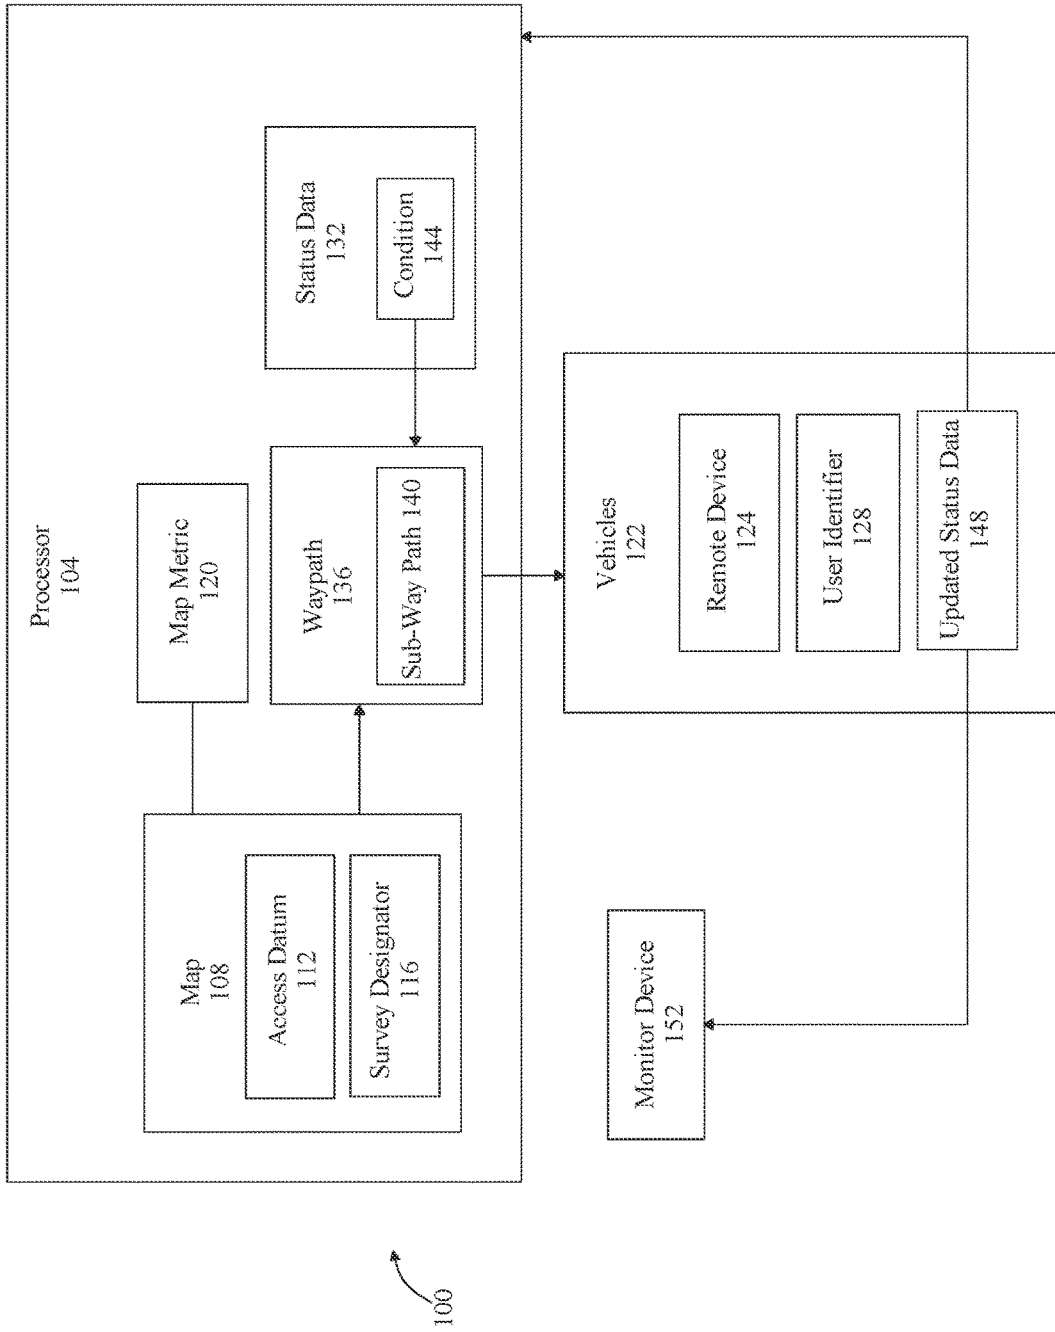 Processor
104
Map
108
Access Datum
112
Survey Designator
116
Map Metric
120
Waypath
136
Sub-Way Path 140
Status Data
132
Condition
144
Vehicles
122
Remote Device
124
User Identifier
128
Updated Status Data
148
Monitor Device
152
100